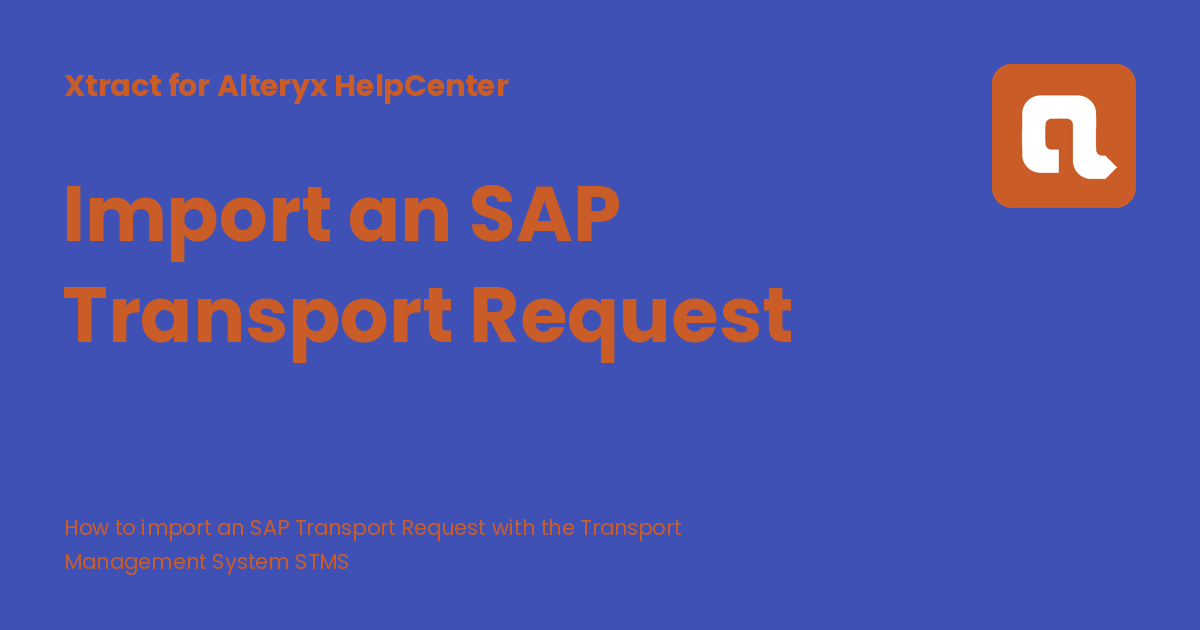 Xtract for Alteryx HelpCenter
Import an SAP
Transport Request
How to import an SAP Transport Request with the Transport
Management System STMS